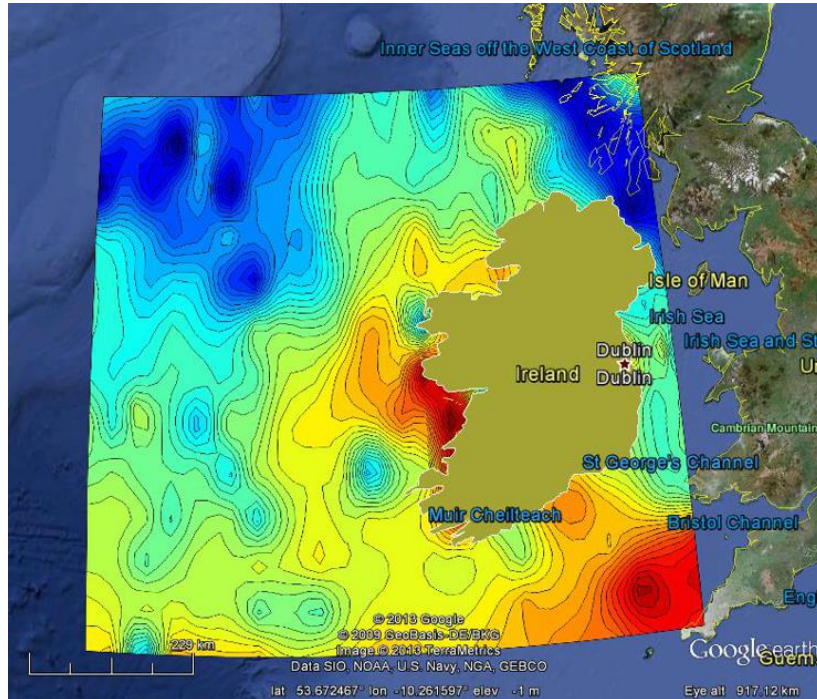 Inner Seas off the West Coast of Scotland
Isle of Man
Irish Sea
Irish Sea and St
Dublin
Ireland
Dublin
Cambrian Mountain
St George's Channel
Muir Cheilteach
Bristol Channel
Eng
© 2013 Google
© 2009 GeoBasis-DE/BKG
Image © 2013 TerraMetrics
Data SIO, NOAA, U.S. Navy, NGA, GEBCO
229 km
Google earth
Guerns
lat 53.672467° lon -10.261597° elev -1 m
Eye alt 917.12 km